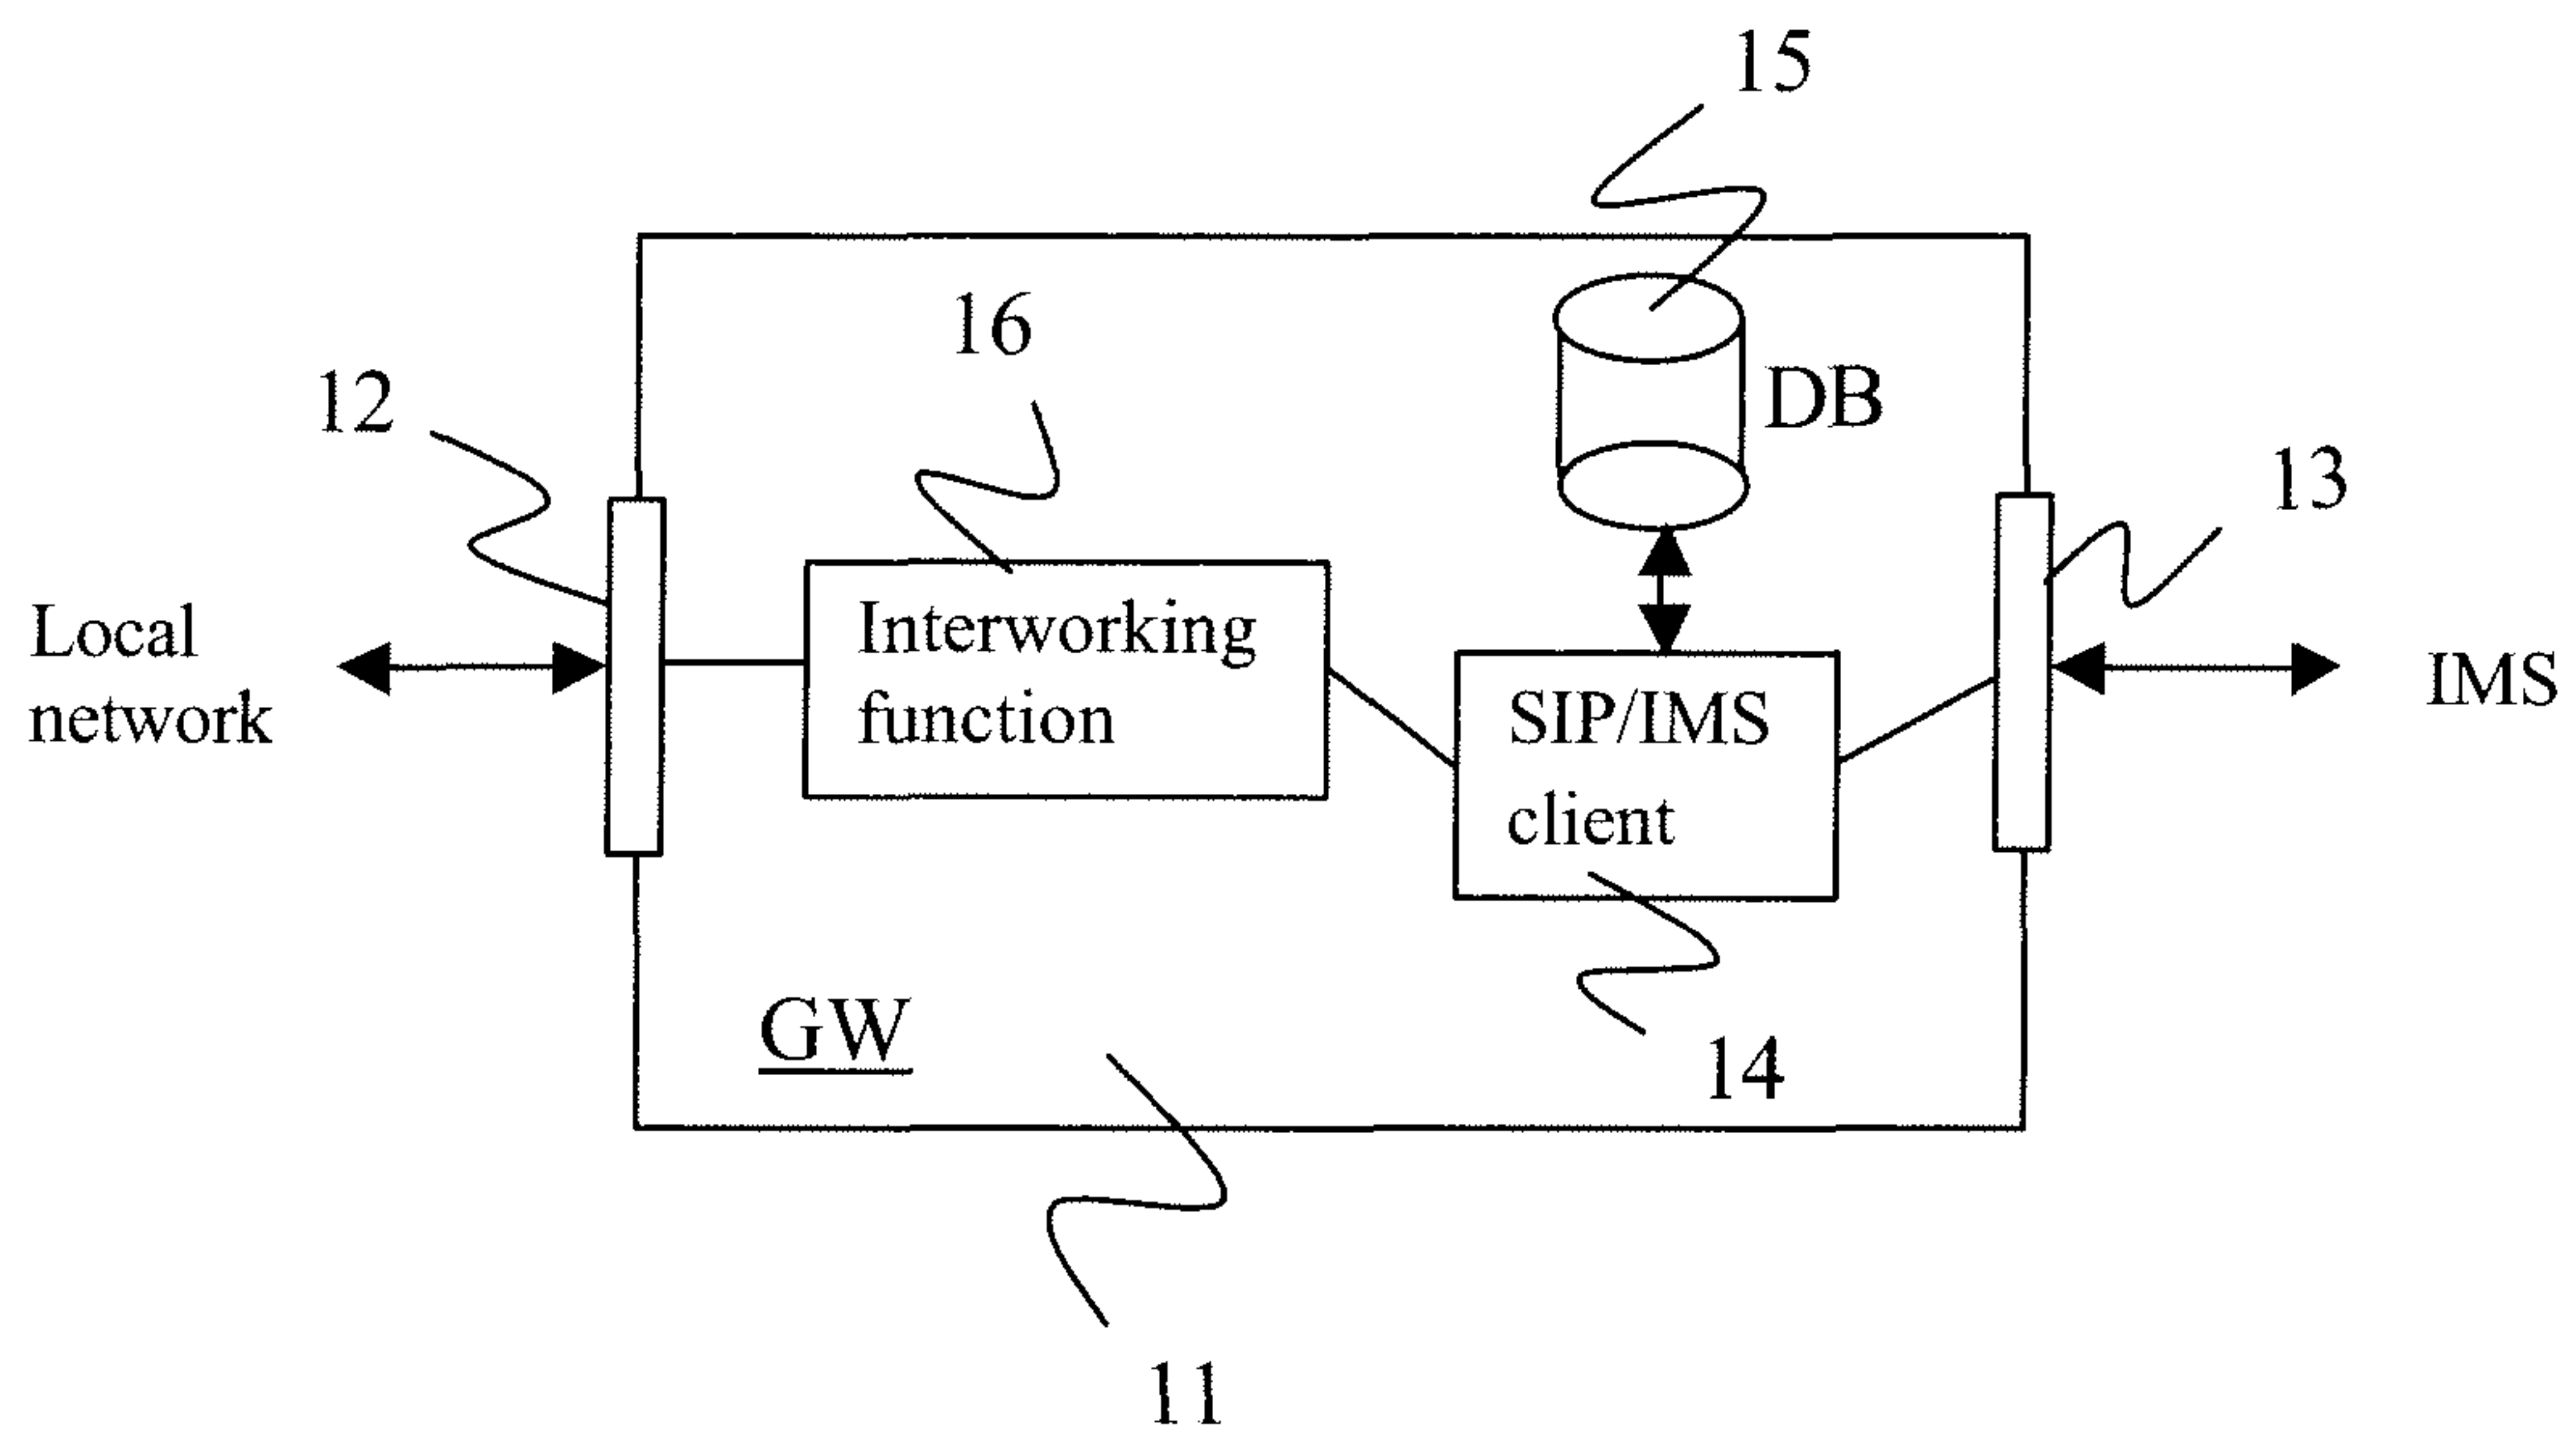 15
16
12
DB
13
Local
network
Interworking
function
SIP/IMS
client
IMS
GW
14
11